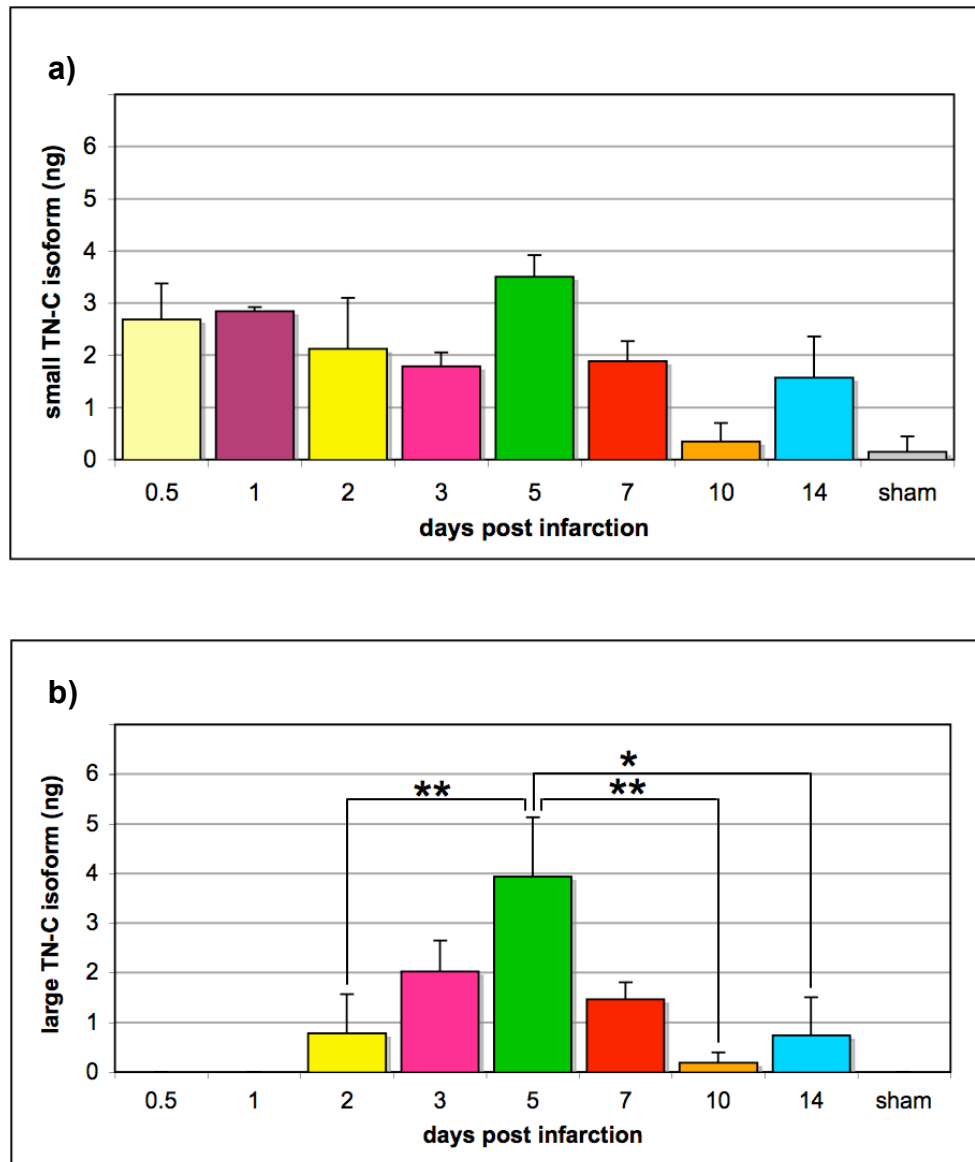 a)
small TN-C isoform (ng)
6
5
4
3
2
1
0
0.5 1 2 3 5 7 10 14 sham
days post infarction
b)
large TN-C isoform (ng)
6
5
4
3
2
1
0
*
** **
0.5 1 2 3 5 7 10 14 sham
days post infarction